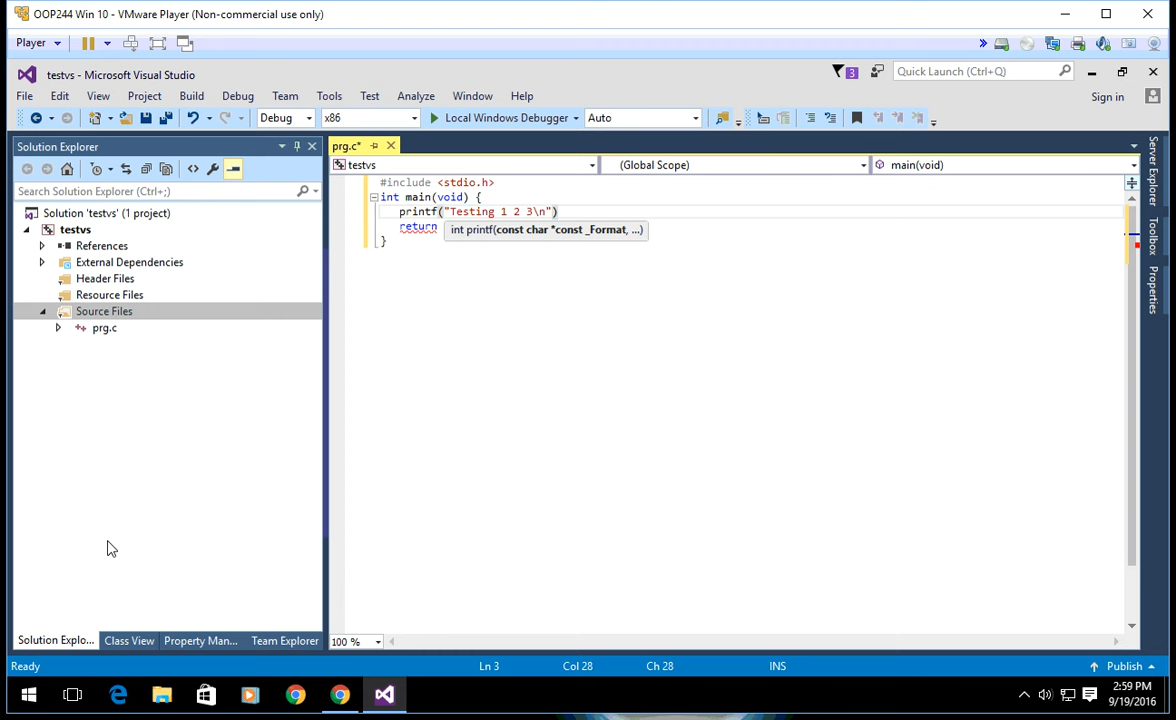 OOP244 Win 10 - VMware Player (Non-commercial use only)
Player
testvs - Microsoft Visual Studio
3
Quick Launch (Ctrl+Q)
File Edit View Project Build Debug Team Tools Test Analyze Window Help
Sign in
Debug x86 Local Windows Debugger Auto
Solution Explorer
prg.c*
testvs (Global Scope) main(void)
Search Solution Explorer (Ctrl+;)
Solution 'testvs' (1 project)
testvs
References
External Dependencies
Header Files
Resource Files
Source Files
prg.c
#include <stdio.h>
int main(void) {
printf("Testing 1 2 3\n")
return
int printf(const char *const _Format, ...)
}
Server Explorer
Toolbox
Properties
Solution Explo... Class View Property Man... Team Explorer
100 %
Ready Ln 3 Col 28 Ch 28 INS Publish
2:59 PM
9/19/2016